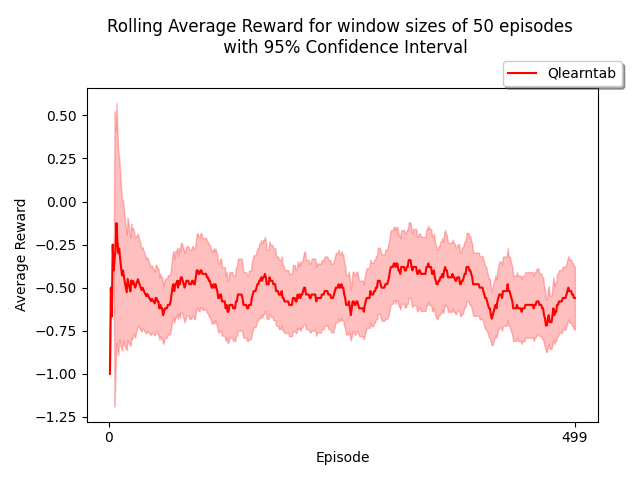 Rolling Average Reward for window sizes of 50 episodes
with 95% Confidence Interval
Qlearntab
0.50
0.25
0.00
−0.25
−0.50
−0.75
−1.00
−1.25
Average Reward
0
499
Episode